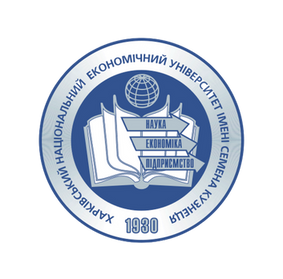 ХАРКІВСЬКИЙ НАЦІОНАЛЬНИЙ ЕКОНОМІЧНИЙ УНІВЕРСИТЕТ ІМЕНІ СЕМЕНА КУЗНЕЦЯ
НАУКА
ЕКОНОМІКА
ПІДПРИЄМСТВО
1930